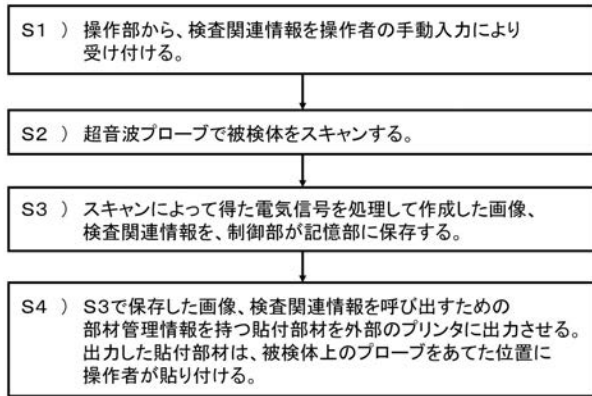 S1 ) 操作部から、検査関連情報を操作者の手動入力により
受け付ける。
S2 ) 超音波プローブで被検体をスキャンする。
S3 ) スキャンによって得た電気信号を処理して作成した画像、
検査関連情報を、制御部が記憶部に保存する。
S4 ) S3で保存した画像、検査関連情報を呼び出すための
部材管理情報を持つ貼付部材を外部のプリンタに出力させる。
出力した貼付部材は、被検体上のプローブをあてた位置に
操作者が貼り付ける。